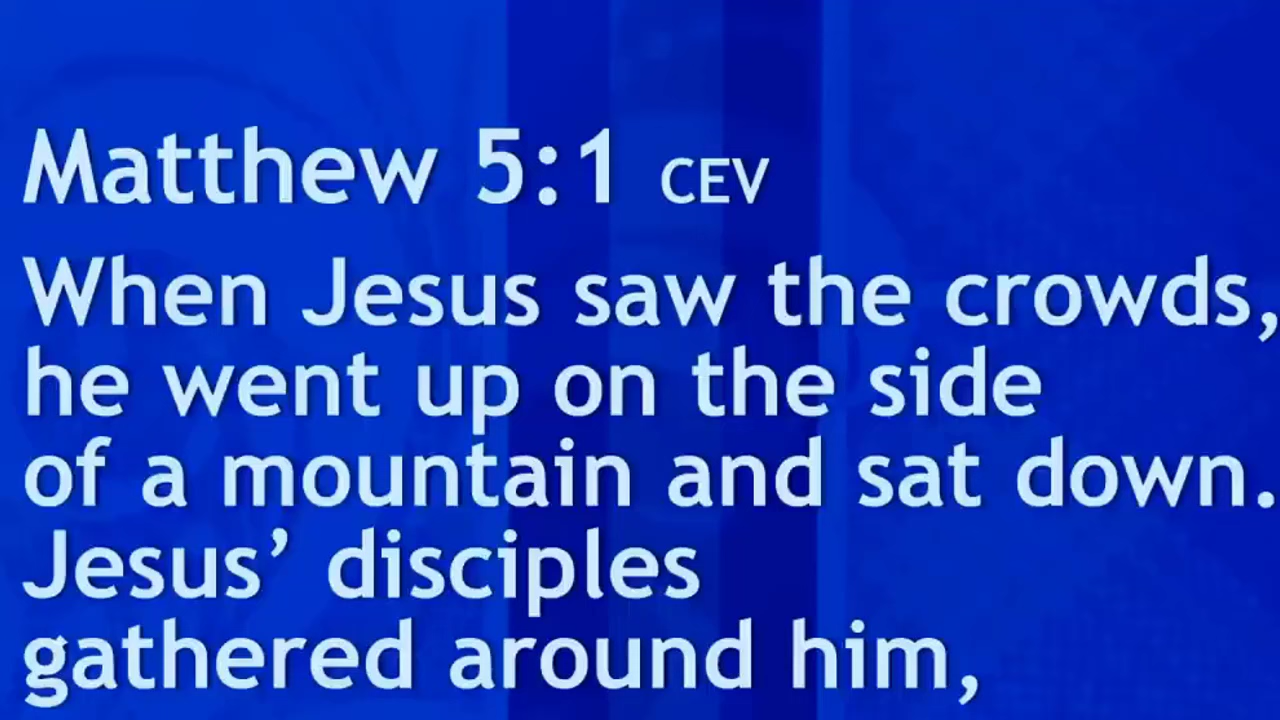 Matthew 5:1 CEV
When Jesus saw the crowds,
he went up on the side
of a mountain and sat down.
Jesus’ disciples
gathered around him,